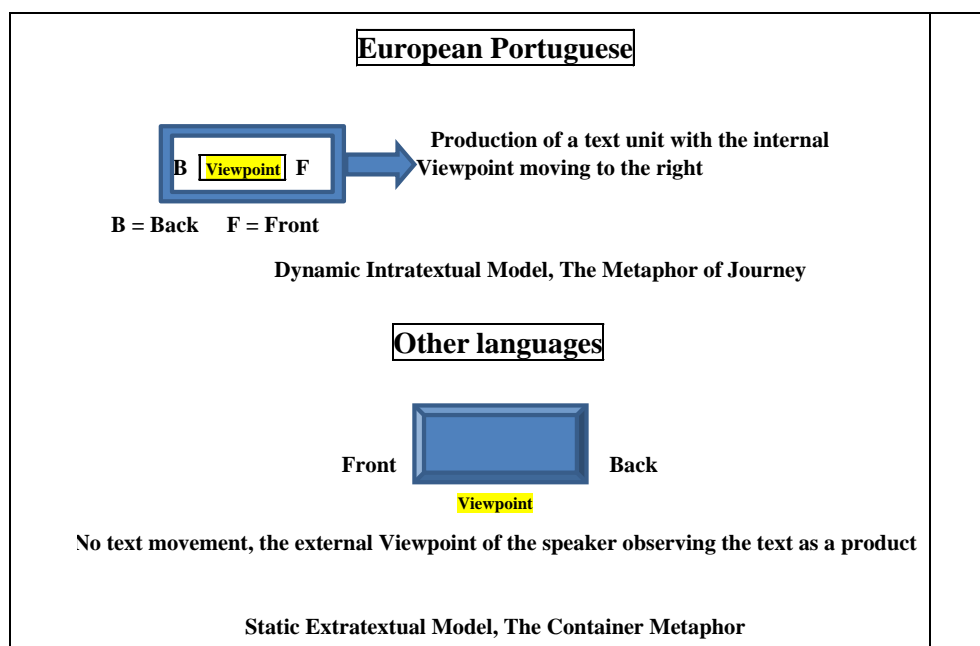 European Portuguese
Production of a text unit with the internal
B Viewpoint F Viewpoint moving to the right
B = Back F = Front
Dynamic Intratextual Model, The Metaphor of Journey
Other languages
Front Back
Viewpoint
No text movement, the external Viewpoint of the speaker observing the text as a product
Static Extratextual Model, The Container Metaphor